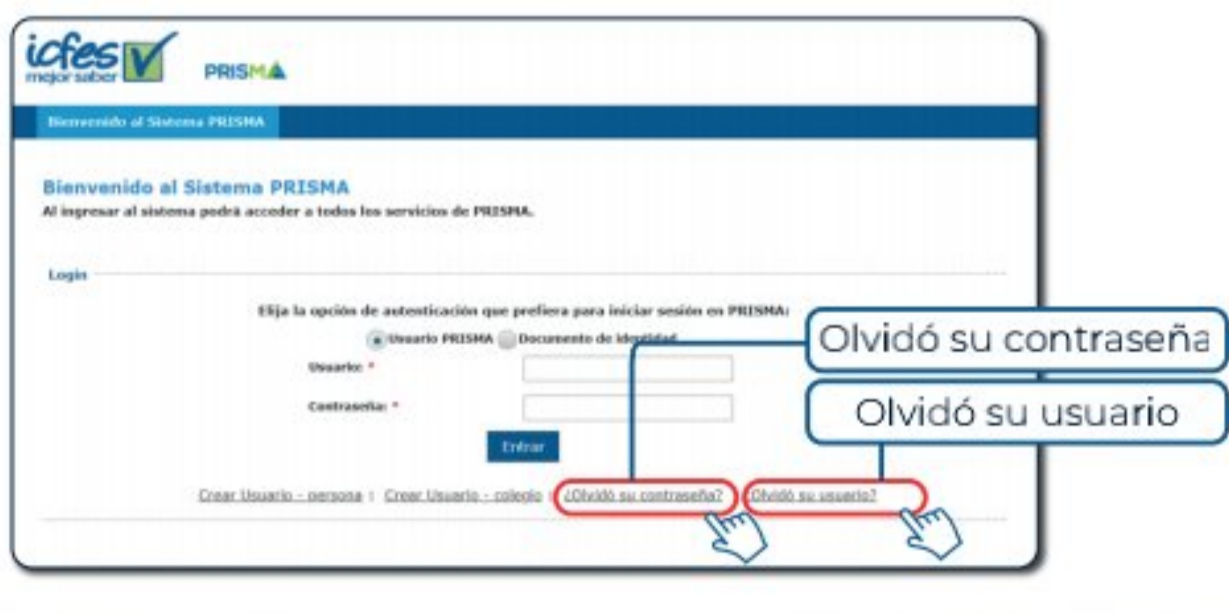 icfes
mejor saber
PRISMA
Bienvenido al Sistema PRISMA
Bienvenido al Sistema PRISMA
Al ingresar al sistema podrá acceder a todos los servicios de PRISMA.
Login
Elija la opción de autenticación que prefiera para iniciar sesión en PRISMA:
Usuario PRISMA Documento de identidad
Olvidó su contraseña
Usuario: *
Olvidó su usuario
Contraseña: *
Entrar
Crear Usuario - persona | Crear Usuario - colegio | ¿Olvidó su contraseña? ¿Olvidó su usuario?